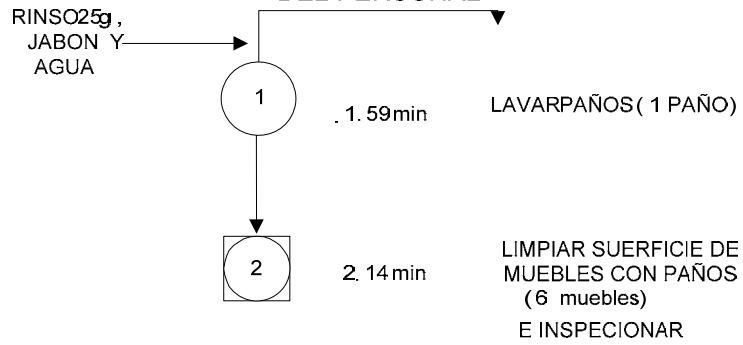 RINSO25g,
JABON Y
AGUA
1
.1.59min
LAVARPAÑOS( 1 PAÑO)
2
2.14min
LIMPIAR SUERFICIE DE
MUEBLES CON PAÑOS
(6 muebles)
E INSPECIONAR